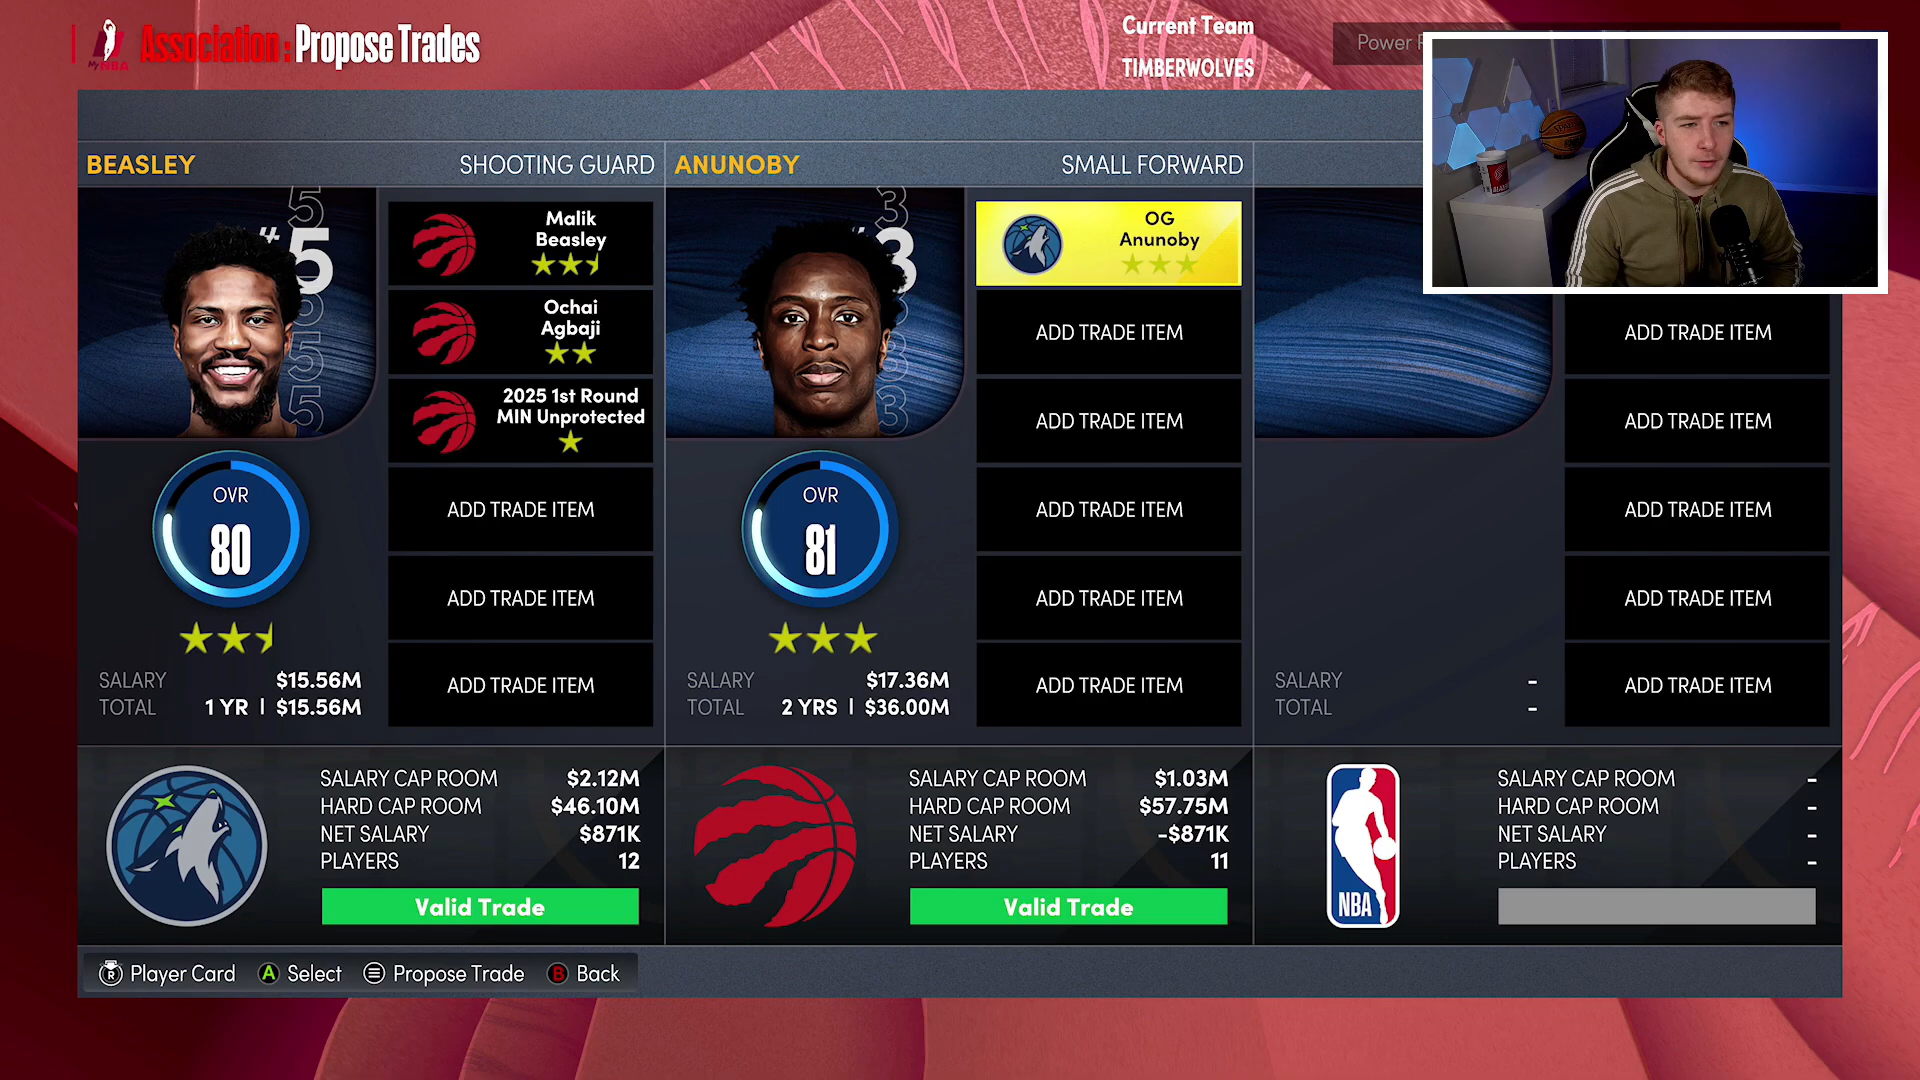 MyNBA
Association : Propose Trades
Current Team
TIMBERWOLVES
Power
BEASLEY
SHOOTING GUARD
#5
Malik
Beasley
Ochai
Agbaji
2025 1st Round
MIN Unprotected
ADD TRADE ITEM
ADD TRADE ITEM
ADD TRADE ITEM
OVR
80
SALARY $15.56M
TOTAL 1 YR | $15.56M
ANUNOBY
SMALL FORWARD
#3
OG
Anunoby
ADD TRADE ITEM
ADD TRADE ITEM
ADD TRADE ITEM
ADD TRADE ITEM
ADD TRADE ITEM
OVR
81
SALARY $17.36M
TOTAL 2 YRS | $36.00M
ADD TRADE ITEM
ADD TRADE ITEM
ADD TRADE ITEM
ADD TRADE ITEM
ADD TRADE ITEM
SALARY -
TOTAL -
SALARY CAP ROOM $2.12M
HARD CAP ROOM $46.10M
NET SALARY $871K
PLAYERS 12
Valid Trade
SALARY CAP ROOM $1.03M
HARD CAP ROOM $57.75M
NET SALARY -$871K
PLAYERS 11
Valid Trade
NBA
SALARY CAP ROOM -
HARD CAP ROOM -
NET SALARY -
PLAYERS -
R Player Card A Select Propose Trade B Back